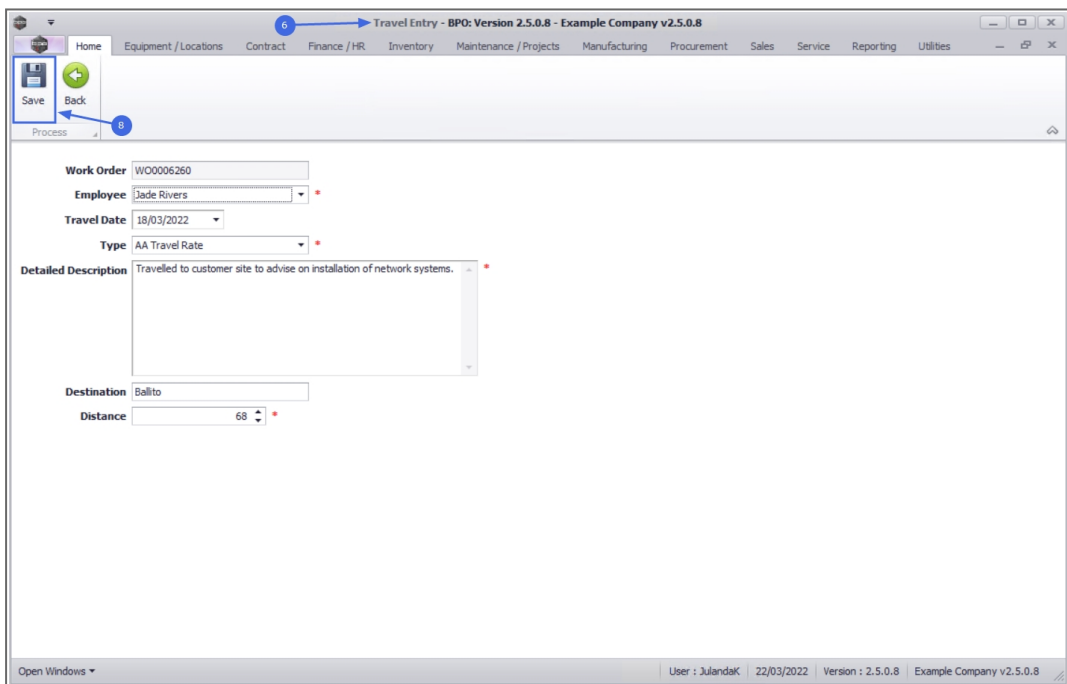 6
Travel Entry - BPO: Version 2.5.0.8 - Example Company v2.5.0.8
Home Equipment / Locations Contract Finance / HR Inventory Maintenance / Projects Manufacturing Procurement Sales Service Reporting Utilities
Save Back
8
Process
Work Order WO0006260
Employee Jade Rivers *
Travel Date 18/03/2022
Type AA Travel Rate *
Detailed Description Travelled to customer site to advise on installation of network systems. *
Destination Ballito
Distance 68 *
Open Windows User : JulandaK 22/03/2022 Version : 2.5.0.8 Example Company v2.5.0.8